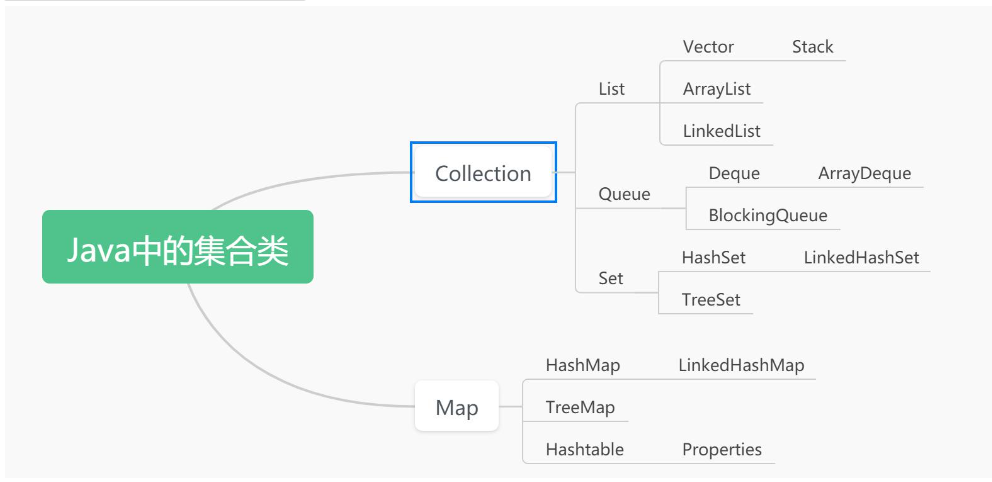 Java中的集合类
Collection
List
Vector
Stack
ArrayList
LinkedList
Queue
Deque
ArrayDeque
BlockingQueue
Set
HashSet
LinkedHashSet
TreeSet
Map
HashMap
LinkedHashMap
TreeMap
Hashtable
Properties